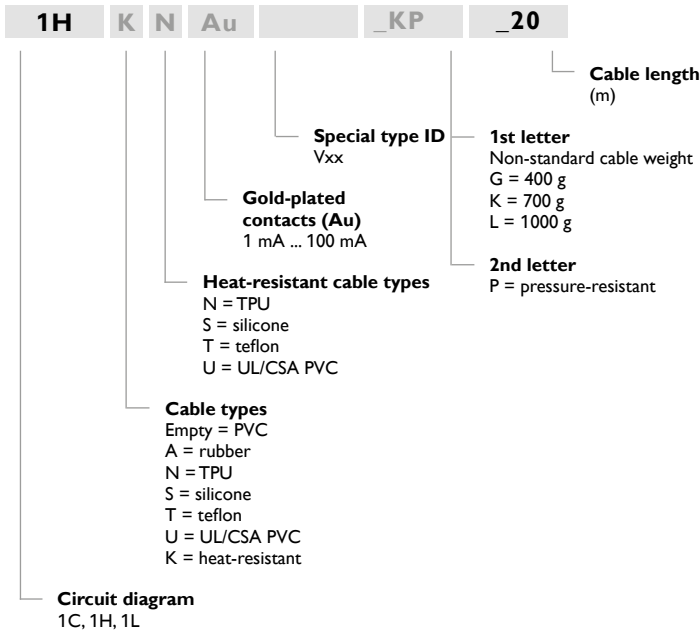 1H K N Au _KP _20
Cable length
(m)
Special type ID
Vxx
1st letter
Non-standard cable weight
G = 400 g
K = 700 g
L = 1000 g
Gold-plated
contacts (Au)
1 mA ... 100 mA
2nd letter
P = pressure-resistant
Heat-resistant cable types
N = TPU
S = silicone
T = teflon
U = UL/CSA PVC
Cable types
Empty = PVC
A = rubber
N = TPU
S = silicone
T = teflon
U = UL/CSA PVC
K = heat-resistant
Circuit diagram
1C, 1H, 1L